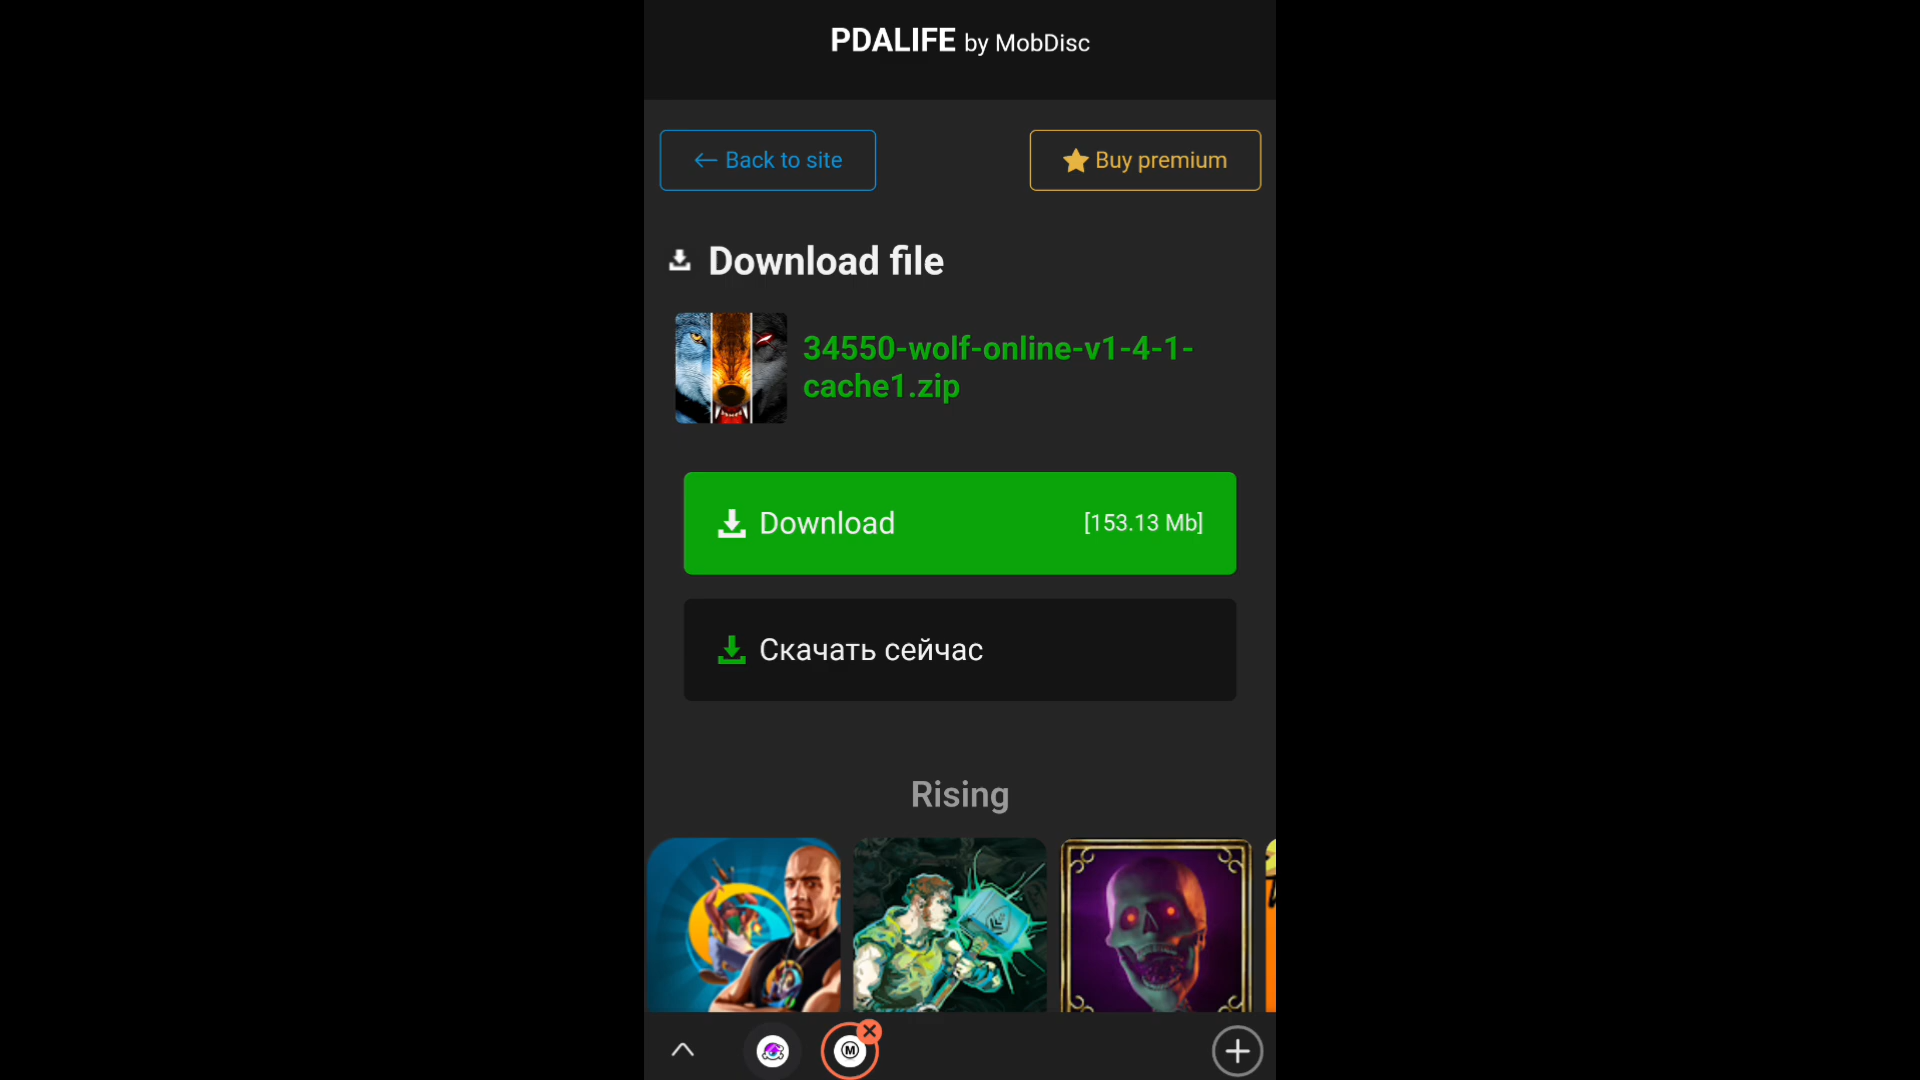 PDALIFE by MobDisc
Back to site
Buy premium
Download file
34550-wolf-online-v1-4-1-
cache1.zip
Download [153.13 Mb]
Скачать сейчас
Rising
M